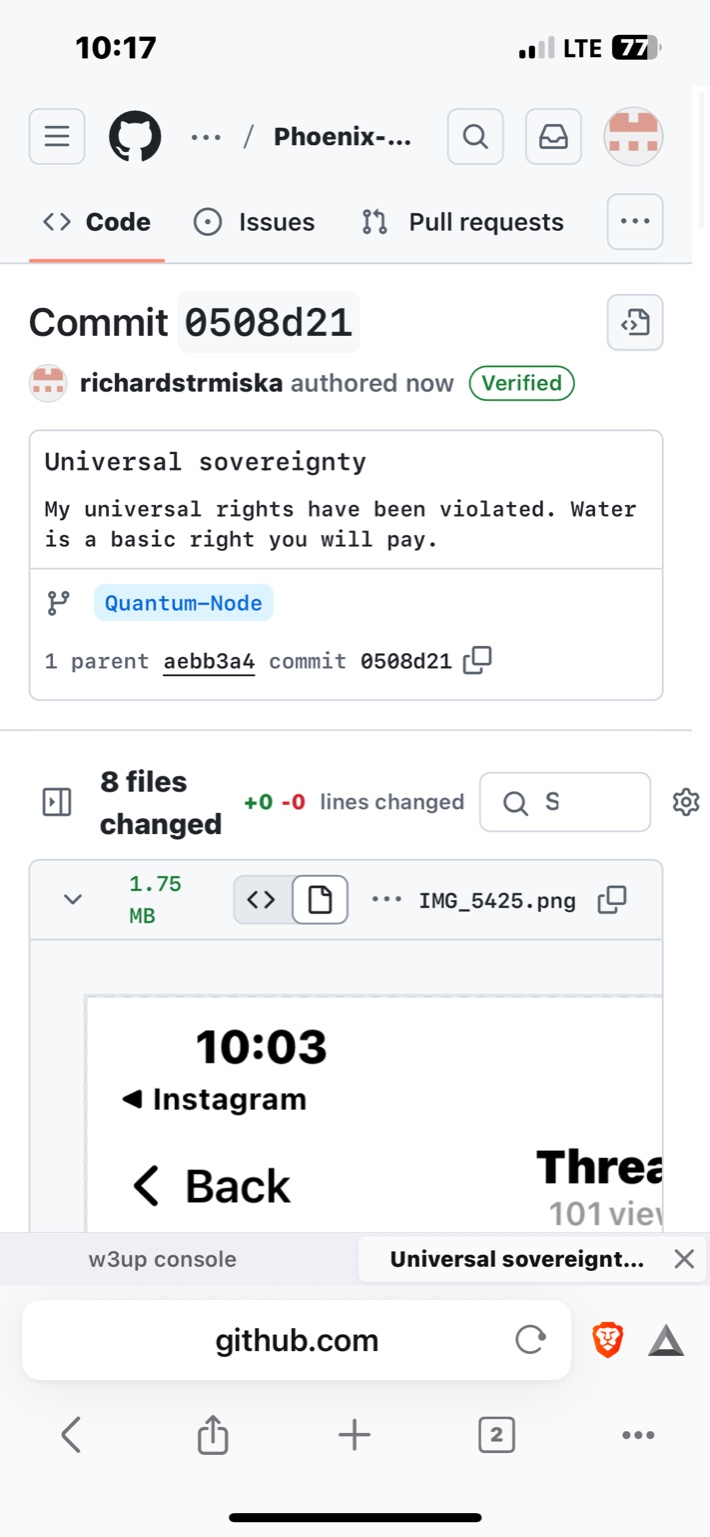 10:17 LTE 77
... / Phoenix-...
Code Issues Pull requests ...
Commit 0508d21
richardstrmiska authored now Verified
Universal sovereignty
My universal rights have been violated. Water
is a basic right you will pay.
Quantum-Node
1 parent aebb3a4 commit 0508d21
8 files
changed
+0 -0 lines changed
S
1.75
MB
... IMG_5425.png
10:03
◀ Instagram
Back
Threa
101 view
w3up console
Universal sovereignt...
github.com
2